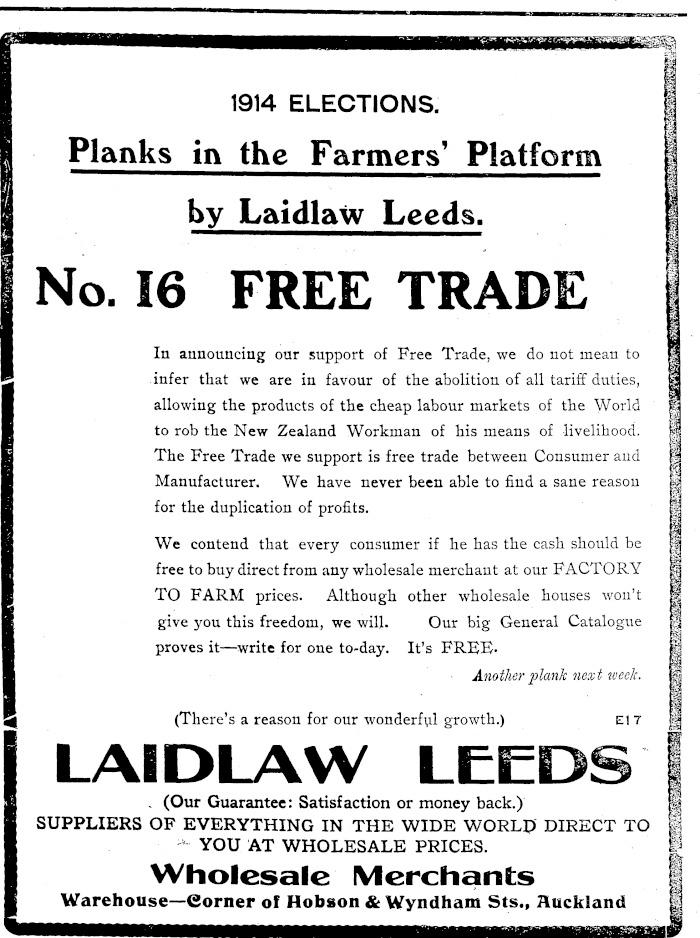 1914 ELECTIONS.
Planks in the Farmers' Platform
by Laidlaw Leeds.
No. 16 FREE TRADE
In announcing our support of Free Trade, we do not mean to
infer that we are in favour of the abolition of all tariff duties,
allowing the products of the cheap labour markets of the World
to rob the New Zealand Workman of his means of livelihood.
The Free Trade we support is free trade between Consumer and
Manufacturer. We have never been able to find a sane reason
for the duplication of profits.
We contend that every consumer if he has the cash should be
free to buy direct from any wholesale merchant at our FACTORY
TO FARM prices. Although other wholesale houses won't
give you this freedom, we will. Our big General Catalogue
proves it—write for one to-day. It's FREE.
Another plank next week.
(There's a reason for our wonderful growth.) E17
LAIDLAW LEEDS
(Our Guarantee: Satisfaction or money back.)
SUPPLIERS OF EVERYTHING IN THE WIDE WORLD DIRECT TO
YOU AT WHOLESALE PRICES.
Wholesale Merchants
Warehouse—Corner of Hobson & Wyndham Sts., Auckland